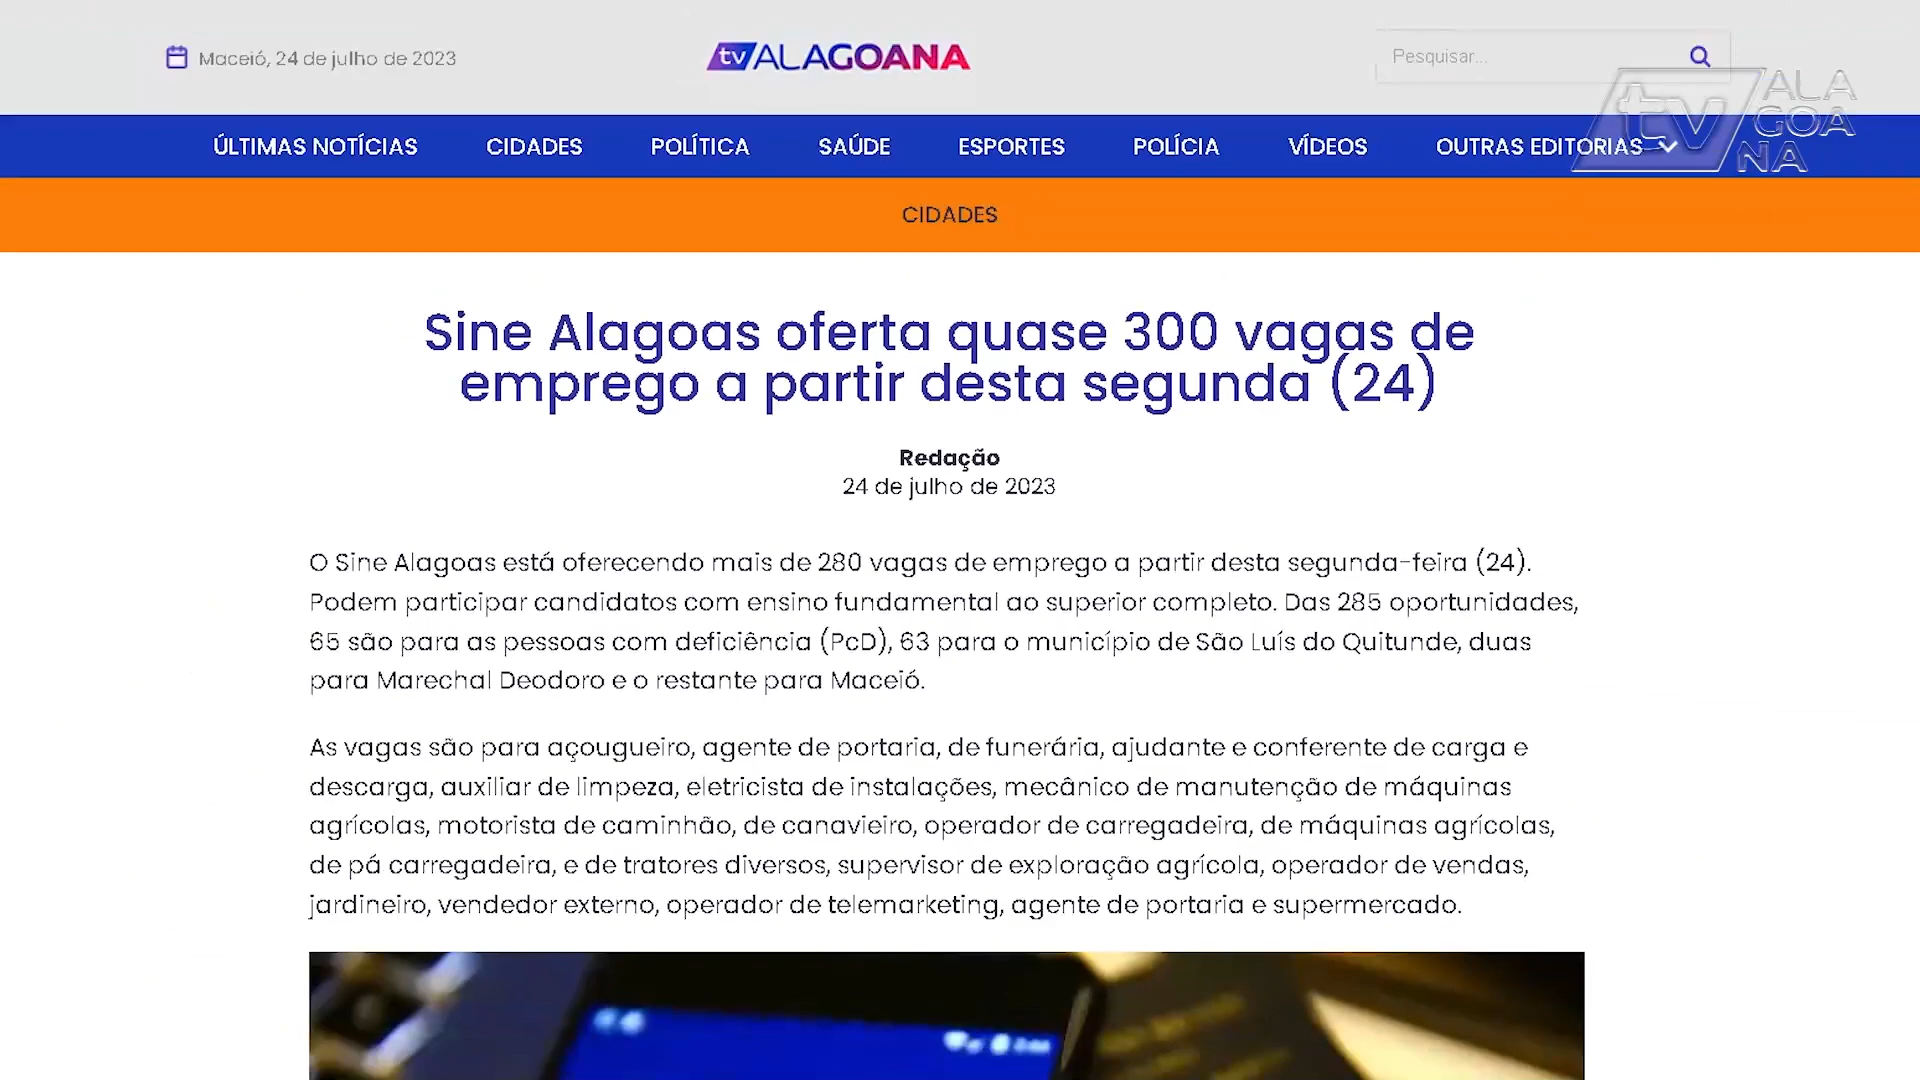 Maceió, 24 de julho de 2023
tv ALAGOANA
Pesquisar...
tv ALA
GOA
NA
ÚLTIMAS NOTÍCIAS CIDADES POLÍTICA SAÚDE ESPORTES POLÍCIA VÍDEOS OUTRAS EDITORIAS
CIDADES
Sine Alagoas oferta quase 300 vagas de
emprego a partir desta segunda (24)
Redação
24 de julho de 2023
O Sine Alagoas está oferecendo mais de 280 vagas de emprego a partir desta segunda-feira (24).
Podem participar candidatos com ensino fundamental ao superior completo. Das 285 oportunidades,
65 são para as pessoas com deficiência (PcD), 63 para o município de São Luís do Quitunde, duas
para Marechal Deodoro e o restante para Maceió.
As vagas são para açougueiro, agente de portaria, de funerária, ajudante e conferente de carga e
descarga, auxiliar de limpeza, eletricista de instalações, mecânico de manutenção de máquinas
agrícolas, motorista de caminhão, de canavieiro, operador de carregadeira, de máquinas agrícolas,
de pá carregadeira, e de tratores diversos, supervisor de exploração agrícola, operador de vendas,
jardineiro, vendedor externo, operador de telemarketing, agente de portaria e supermercado.